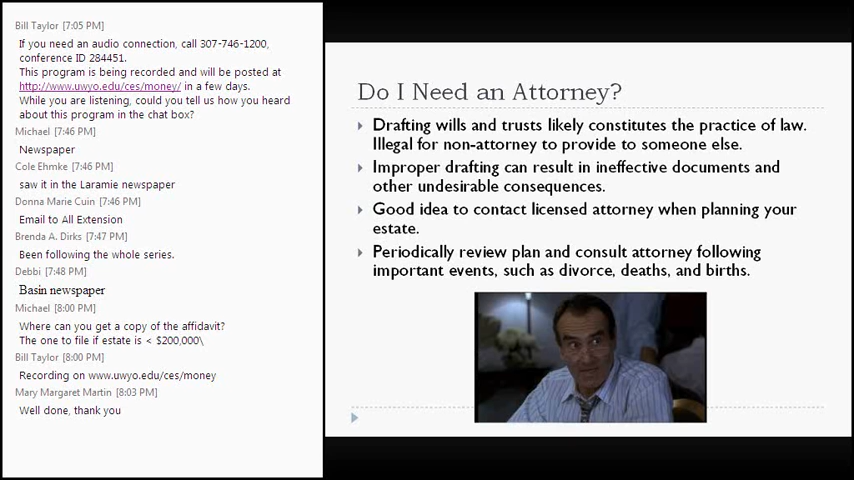 Bill Taylor [7:05 PM]
If you need an audio connection, call 307-746-1200,
conference ID 284451.
This program is being recorded and will be posted at
http://www.uwyo.edu/ces/money/ in a few days.
While you are listening, could you tell us how you heard
about this program in the chat box?
Michael [7:46 PM]
Newspaper
Cole Ehmke [7:46 PM]
saw it in the Laramie newspaper
Donna Marie Cuin [7:46 PM]
Email to All Extension
Brenda A. Dirks [7:47 PM]
Been following the whole series.
Debbi [7:48 PM]
Basin newspaper
Michael [8:00 PM]
Where can you get a copy of the affidavit?
The one to file if estate is < $200,000\
Bill Taylor [8:00 PM]
Recording on www.uwyo.edu/ces/money
Mary Margaret Martin [8:03 PM]
Well done, thank you
Do I Need an Attorney?
Drafting wills and trusts likely constitutes the practice of law.
Illegal for non-attorney to provide to someone else.
Improper drafting can result in ineffective documents and
other undesirable consequences.
Good idea to contact licensed attorney when planning your
estate.
Periodically review plan and consult attorney following
important events, such as divorce, deaths, and births.